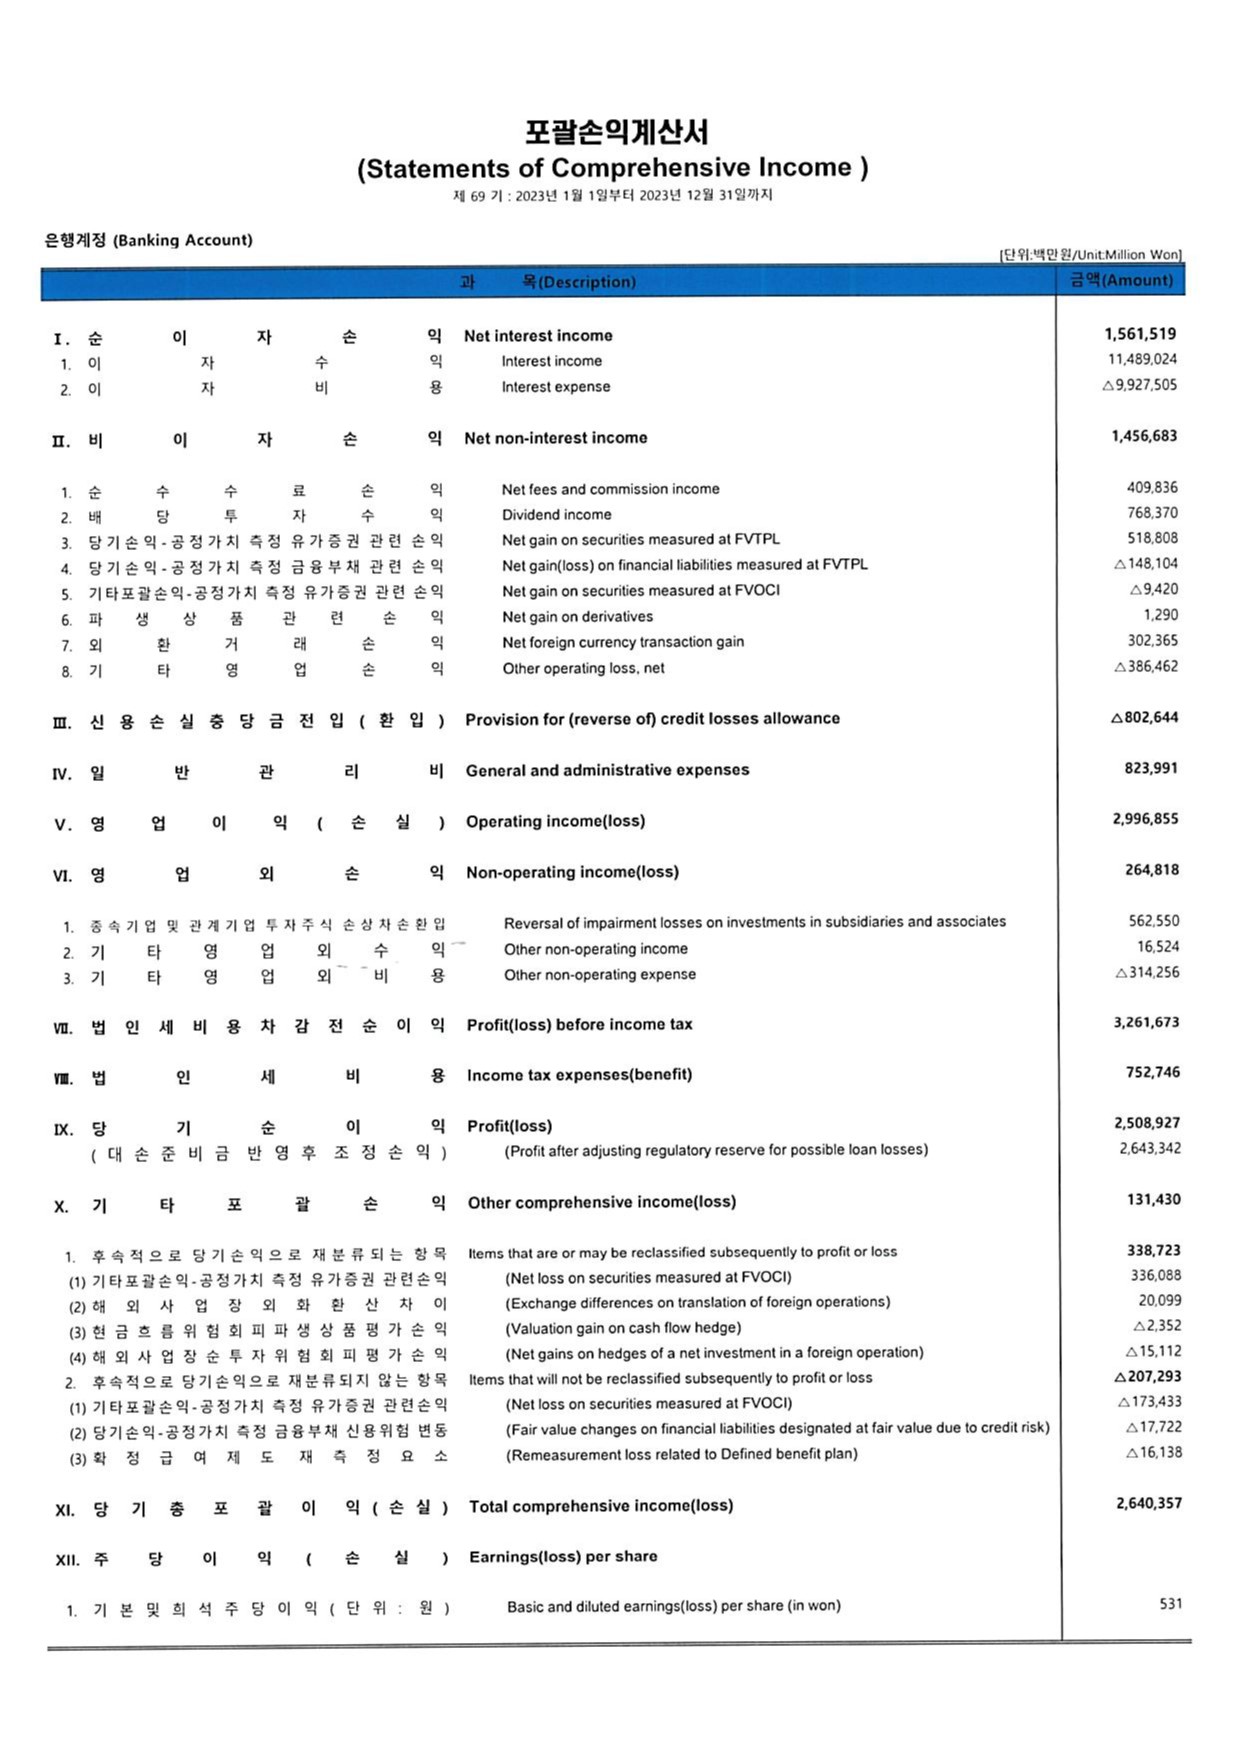 포괄손익계산서
(Statements of Comprehensive Income )
제 69 기 : 2023년 1월 1일부터 2023년 12월 31일까지
은행계정 (Banking Account)
[단위:백만원/Unit:Million Won]
과 목(Description) 금액(Amount)
I. 순 이 자 손 익 Net interest income 1,561,519
1. 이 자 수 익 Interest income 11,489,024
2. 이 자 비 용 Interest expense △9,927,505
II. 비 이 자 손 익 Net non-interest income 1,456,683
1. 순 수 수 료 손 익 Net fees and commission income 409,836
2. 배 당 투 자 수 익 Dividend income 768,370
3. 당기손익-공정가치 측정 유가증권 관련 손익 Net gain on securities measured at FVTPL 518,808
4. 당기손익-공정가치 측정 금융부채 관련 손익 Net gain(loss) on financial liabilities measured at FVTPL △148,104
5. 기타포괄손익-공정가치 측정 유가증권 관련 손익 Net gain on securities measured at FVOCI △9,420
6. 파 생 상 품 관 련 손 익 Net gain on derivatives 1,290
7. 외 환 거 래 손 익 Net foreign currency transaction gain 302,365
8. 기 타 영 업 손 익 Other operating loss, net △386,462
III. 신 용 손 실 충 당 금 전 입 ( 환 입 ) Provision for (reverse of) credit losses allowance △802,644
IV. 일 반 관 리 비 General and administrative expenses 823,991
V. 영 업 이 익 ( 손 실 ) Operating income(loss) 2,996,855
VI. 영 업 외 손 익 Non-operating income(loss) 264,818
1. 종속기업 및 관계기업 투자주식 손상차손환입 Reversal of impairment losses on investments in subsidiaries and associates 562,550
2. 기 타 영 업 외 수 익 Other non-operating income 16,524
3. 기 타 영 업 외 비 용 Other non-operating expense △314,256
VII. 법 인 세 비 용 차 감 전 순 이 익 Profit(loss) before income tax 3,261,673
VIII. 법 인 세 비 용 Income tax expenses(benefit) 752,746
IX. 당 기 순 이 익 Profit(loss) 2,508,927
( 대 손 준 비 금 반 영 후 조 정 손 익 ) (Profit after adjusting regulatory reserve for possible loan losses) 2,643,342
X. 기 타 포 괄 손 익 Other comprehensive income(loss) 131,430
1. 후속적으로 당기손익으로 재분류되는 항목 Items that are or may be reclassified subsequently to profit or loss 338,723
(1) 기타포괄손익-공정가치 측정 유가증권 관련손익 (Net loss on securities measured at FVOCI) 336,088
(2) 해 외 사 업 장 외 화 환 산 차 이 (Exchange differences on translation of foreign operations) 20,099
(3) 현 금 흐 름 위 험 회 피 파 생 상 품 평 가 손 익 (Valuation gain on cash flow hedge) △2,352
(4) 해 외 사 업 장 순 투 자 위 험 회 피 평 가 손 익 (Net gains on hedges of a net investment in a foreign operation) △15,112
2. 후속적으로 당기손익으로 재분류되지 않는 항목 Items that will not be reclassified subsequently to profit or loss △207,293
(1) 기타포괄손익-공정가치 측정 유가증권 관련손익 (Net loss on securities measured at FVOCI) △173,433
(2) 당기손익-공정가치 측정 금융부채 신용위험 변동 (Fair value changes on financial liabilities designated at fair value due to credit risk) △17,722
(3) 확 정 급 여 제 도 재 측 정 요 소 (Remeasurement loss related to Defined benefit plan) △16,138
XI. 당 기 총 포 괄 이 익 ( 손 실 ) Total comprehensive income(loss) 2,640,357
XII. 주 당 이 익 ( 손 실 ) Earnings(loss) per share
1. 기 본 및 희 석 주 당 이 익 ( 단 위 : 원 ) Basic and diluted earnings(loss) per share (in won) 531